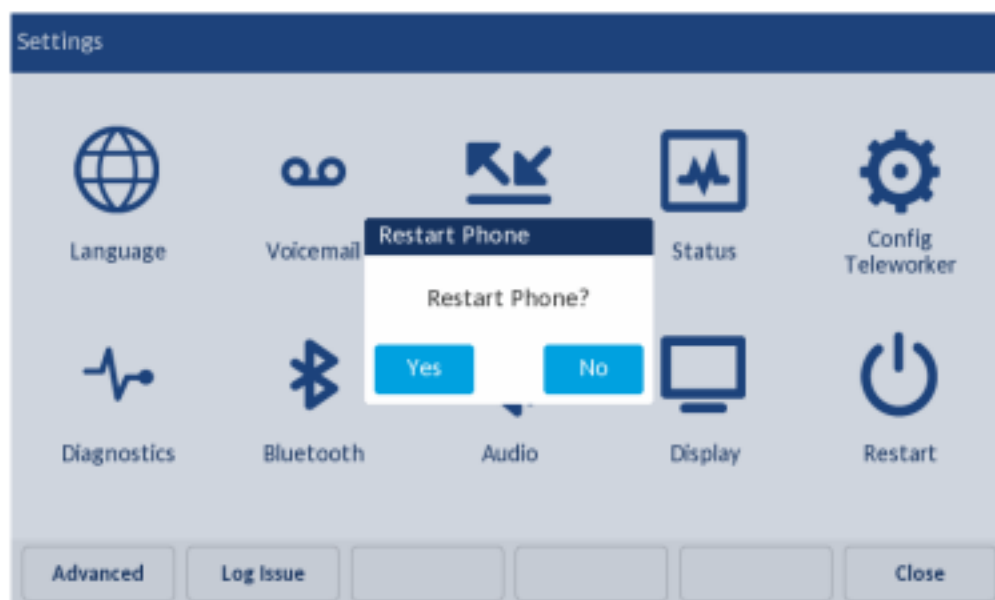 Settings
Language
Voicemail
Restart Phone
Restart Phone?
Yes
No
Status
Config
Teleworker
Diagnostics
Bluetooth
Audio
Display
Restart
Advanced
Log Issue
Close